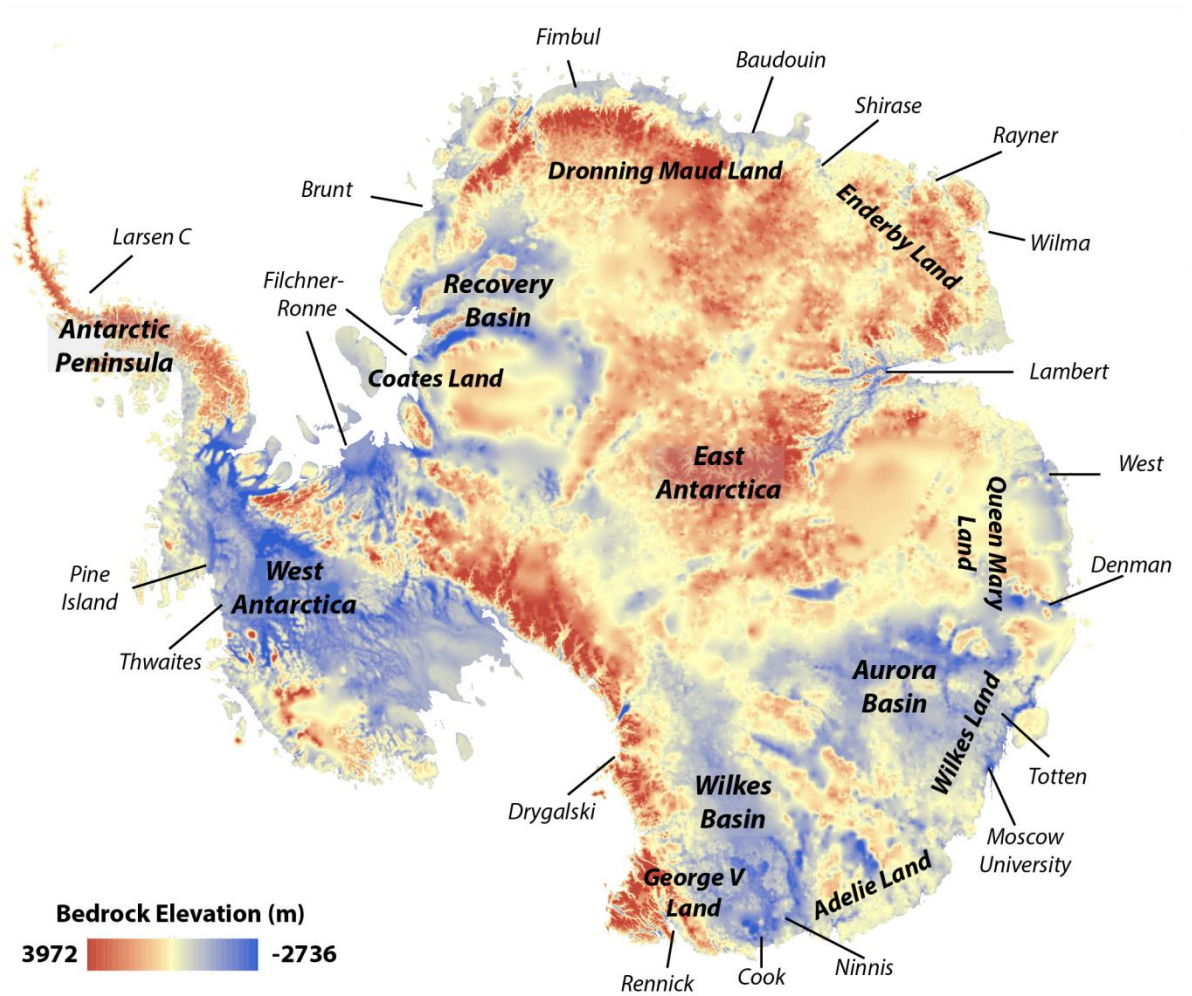 Fimbul
Baudouin
Shirase
Rayner
Dronning Maud Land
Brunt
Enderby Land
Wilma
Larsen C
Filchner-
Ronne
Recovery
Basin
Antarctic
Peninsula
Coates Land
Lambert
East
Antarctica
West
Queen Mary
Land
Pine
Island
West
Antarctica
Denman
Thwaites
Aurora
Basin
Wilkes Land
Totten
Drygalski
Wilkes
Basin
Moscow
University
George V
Land
Adelie Land
Bedrock Elevation (m)
3972
-2736
Rennick
Cook
Ninnis